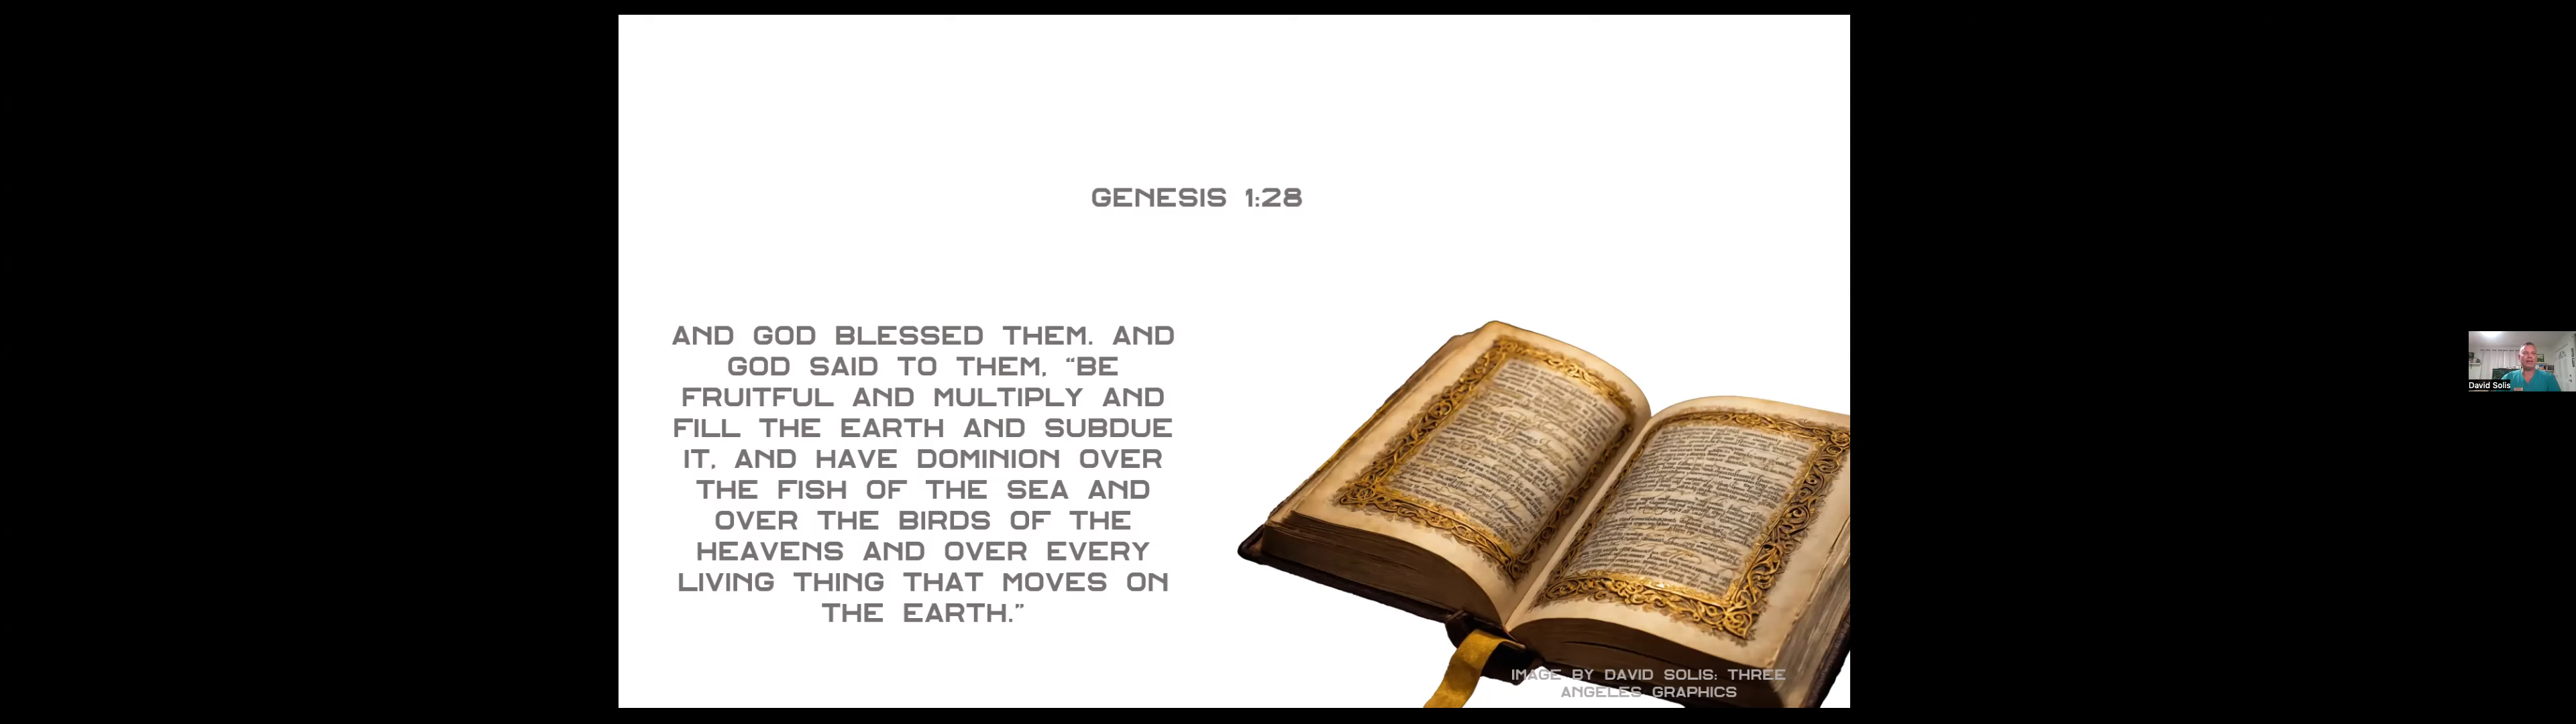 GENESIS 1:28
AND GOD BLESSED THEM. AND
GOD SAID TO THEM, “BE
FRUITFUL AND MULTIPLY AND
FILL THE EARTH AND SUBDUE
IT, AND HAVE DOMINION OVER
THE FISH OF THE SEA AND
OVER THE BIRDS OF THE
HEAVENS AND OVER EVERY
LIVING THING THAT MOVES ON
THE EARTH.”
IMAGE BY DAVID SOLIS: THREE
ANGELES GRAPHICS
David Solis